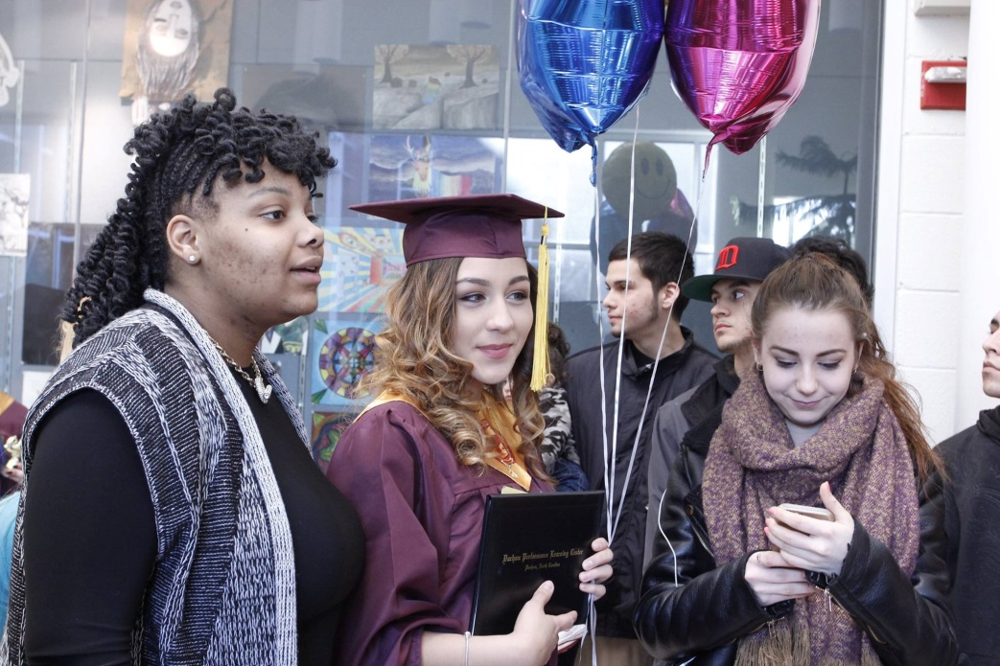 D
Durham Performance Learning Center
Durham, North Carolina